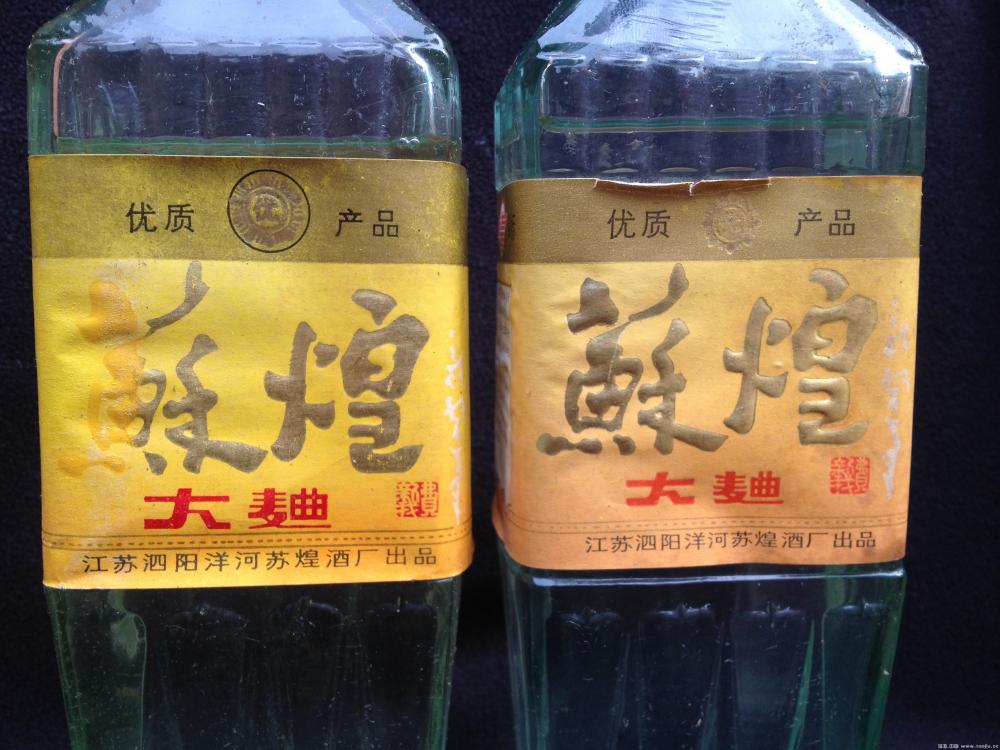 优质 优 产品
蘇煌
大麯
江苏泗阳洋河苏煌酒厂出品
优质 产品
蘇煌
大麯
江苏泗阳洋河苏煌酒厂出品